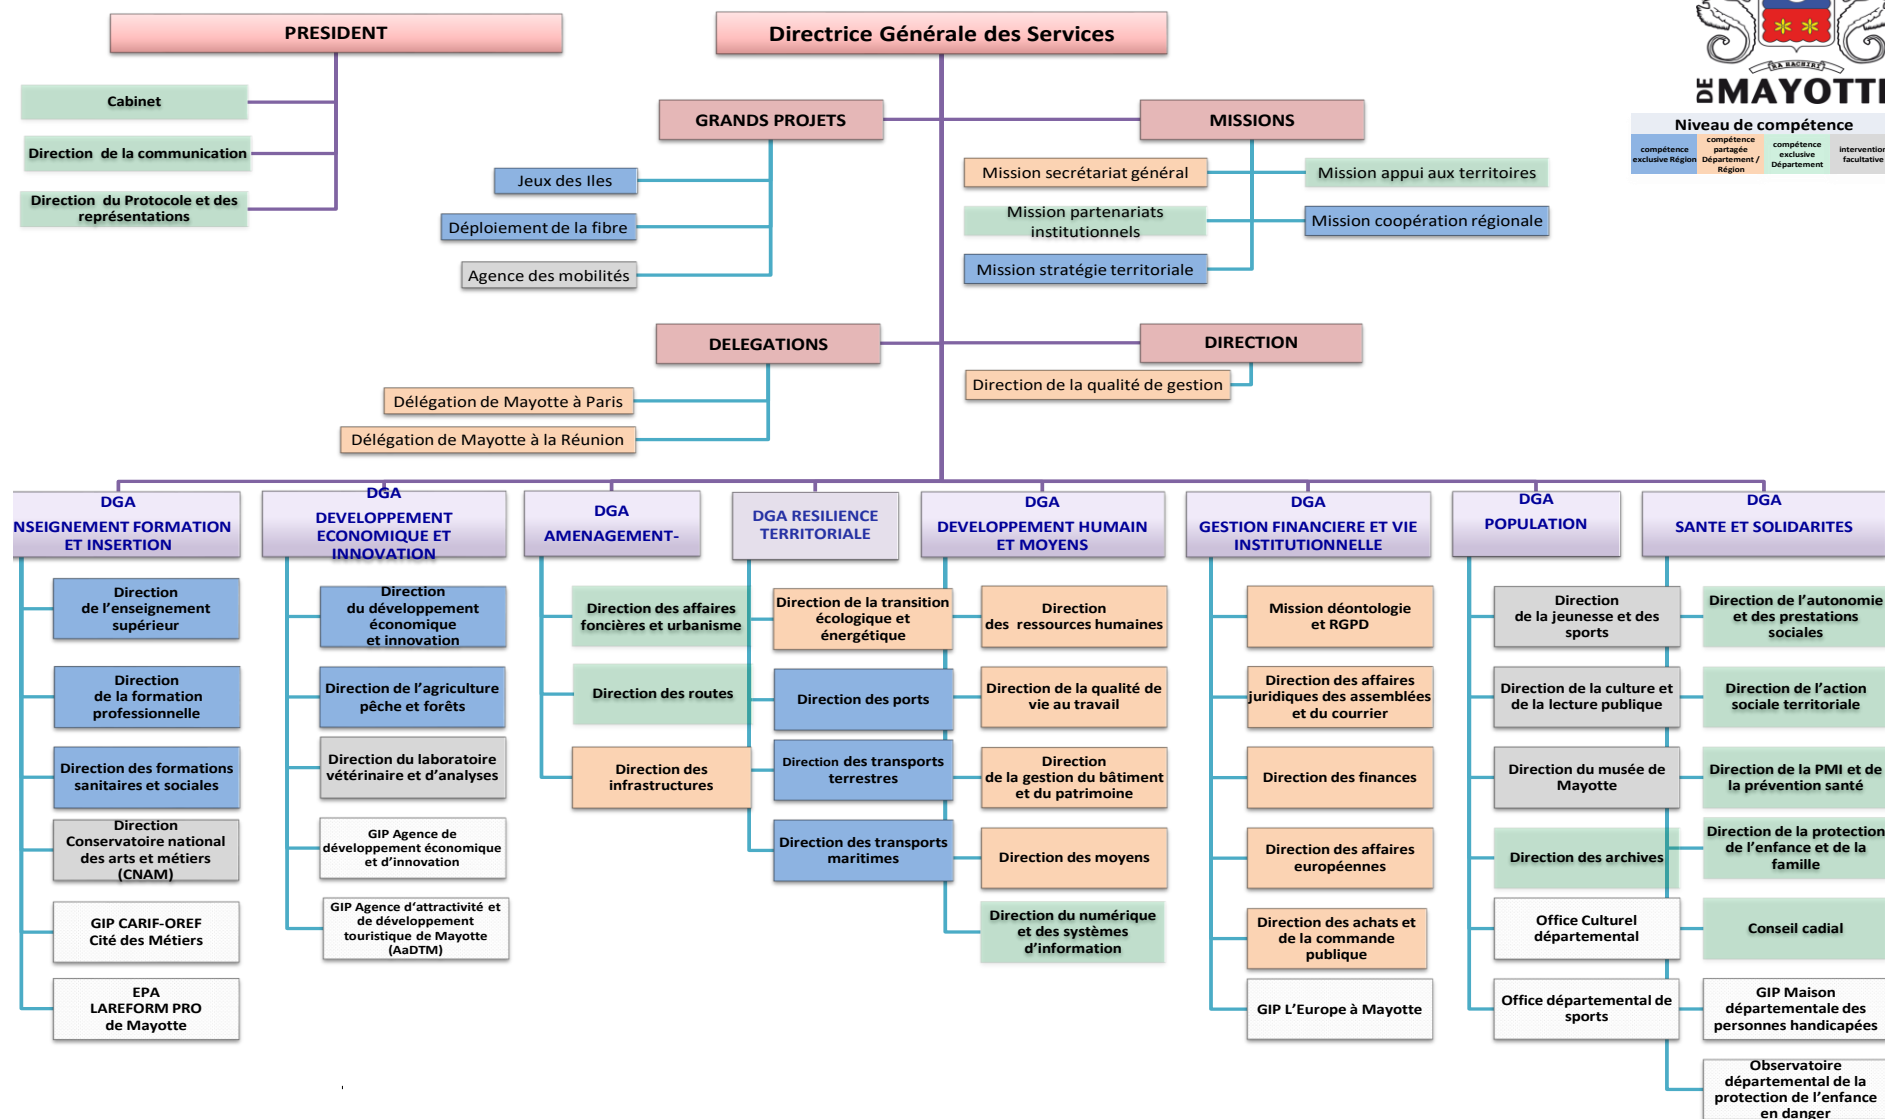 PRESIDENT
Cabinet
Direction de la communication
Direction du Protocole et des
représentations
Directrice Générale des Services
RA HACHIRI
DE MAYOTTE
Niveau de compétence
compétence
exclusive Région
compétence
partagée
Département /
Région
compétence
exclusive
Département
intervention
facultative
GRANDS PROJETS
Jeux des Iles
Déploiement de la fibre
Agence des mobilités
MISSIONS
Mission secrétariat général
Mission appui aux territoires
Mission partenariats
institutionnels
Mission coopération régionale
Mission stratégie territoriale
DELEGATIONS
Délégation de Mayotte à Paris
Délégation de Mayotte à la Réunion
DIRECTION
Direction de la qualité de gestion
DGA
NSEIGNEMENT FORMATION
ET INSERTION
Direction
de l’enseignement
supérieur
Direction
de la formation
professionnelle
Direction des formations
sanitaires et sociales
Direction
Conservatoire national
des arts et métiers
(CNAM)
GIP CARIF-OREF
Cité des Métiers
EPA
LAREFORM PRO
de Mayotte
DGA
DEVELOPPEMENT
ECONOMIQUE ET
INNOVATION
Direction
du développement
économique
et innovation
Direction de l’agriculture
pêche et forêts
Direction du laboratoire
vétérinaire et d’analyses
GIP Agence de
développement économique
et d’innovation
GIP Agence d’attractivité et
de développement
touristique de Mayotte
(AaDTM)
DGA
AMENAGEMENT-
Direction des affaires
foncières et urbanisme
Direction des routes
Direction des
infrastructures
DGA RESILIENCE
TERRITORIALE
Direction de la transition
écologique et
énergétique
Direction des ports
Direction des transports
terrestres
Direction des transports
maritimes
DGA
DEVELOPPEMENT HUMAIN
ET MOYENS
Direction
des ressources humaines
Direction de la qualité de
vie au travail
Direction
de la gestion du bâtiment
et du patrimoine
Direction des moyens
Direction du numérique
et des systèmes
d’information
DGA
GESTION FINANCIERE ET VIE
INSTITUTIONNELLE
Mission déontologie
et RGPD
Direction des affaires
juridiques des assemblées
et du courrier
Direction des finances
Direction des affaires
européennes
Direction des achats et
de la commande
publique
GIP L’Europe à Mayotte
DGA
POPULATION
Direction
de la jeunesse et des
sports
Direction de la culture et
de la lecture publique
Direction du musée de
Mayotte
Direction des archives
Office Culturel
départemental
Office départemental de
sports
DGA
SANTE ET SOLIDARITES
Direction de l’autonomie
et des prestations
sociales
Direction de l’action
sociale territoriale
Direction de la PMI et de
la prévention santé
Direction de la protection
de l’enfance et de la
famille
Conseil cadial
GIP Maison
départementale des
personnes handicapées
Observatoire
départemental de la
protection de l’enfance
en danger